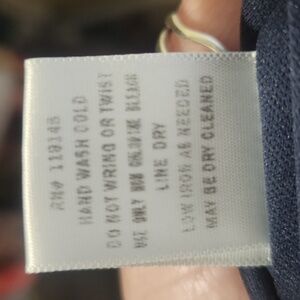 RN# 119145
HAND WASH COLD
DO NOT WRING OR TWIST
USE ONLY NON CHLORINE BLEACH
LINE DRY
LOW IRON AS NEEDED
MAY BE DRY CLEANED